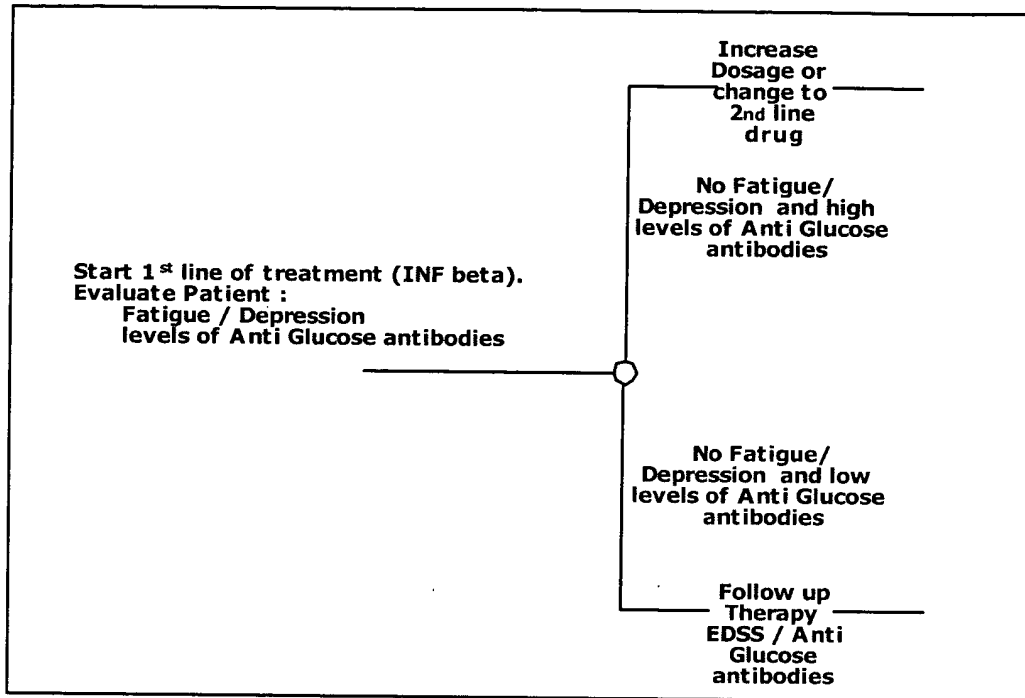 Increase
Dosage or
change to
2nd line
drug
No Fatigue/
Depression and high
levels of Anti Glucose
antibodies
Start 1st line of treatment (INF beta).
Evaluate Patient :
Fatigue / Depression
levels of Anti Glucose antibodies
No Fatigue/
Depression and low
levels of Anti Glucose
antibodies
Follow up
Therapy
EDSS / Anti
Glucose
antibodies